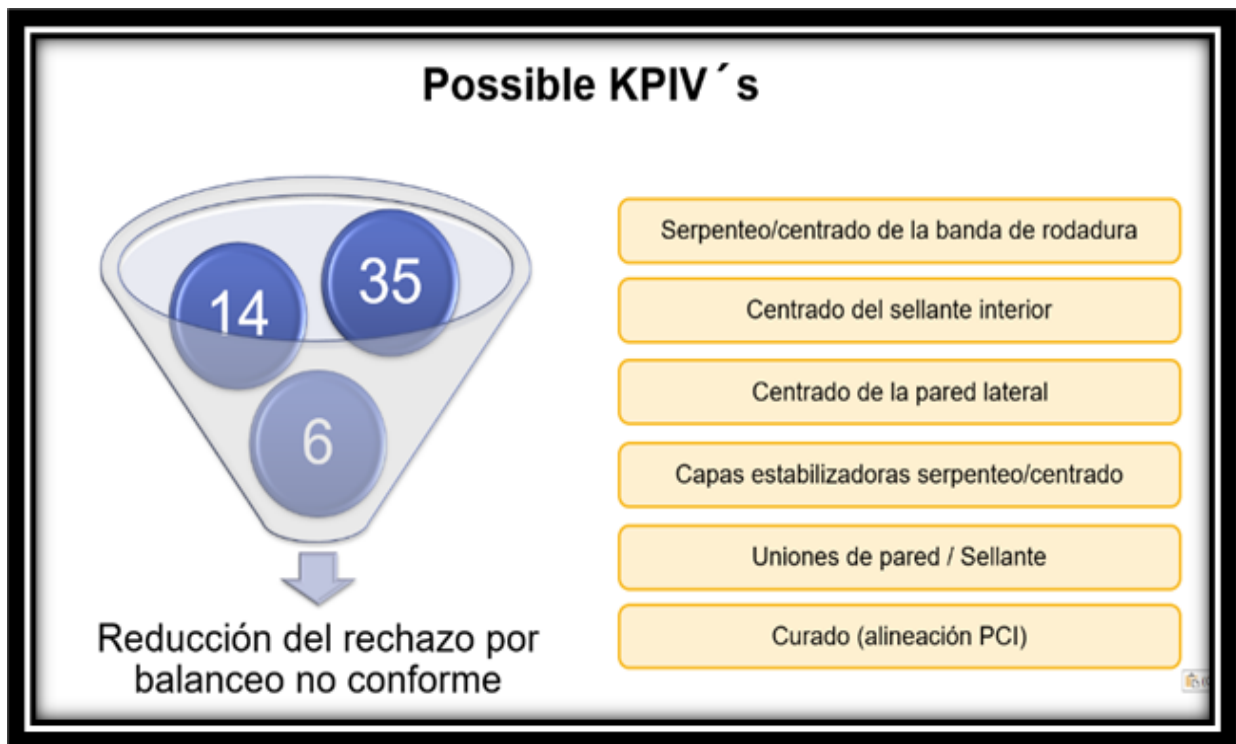 Possible KPIV´s
14
35
6
Reducción del rechazo por
balanceo no conforme
Serpenteo/centrado de la banda de rodadura
Centrado del sellante interior
Centrado de la pared lateral
Capas estabilizadoras serpenteo/centrado
Uniones de pared / Sellante
Curado (alineación PCI)